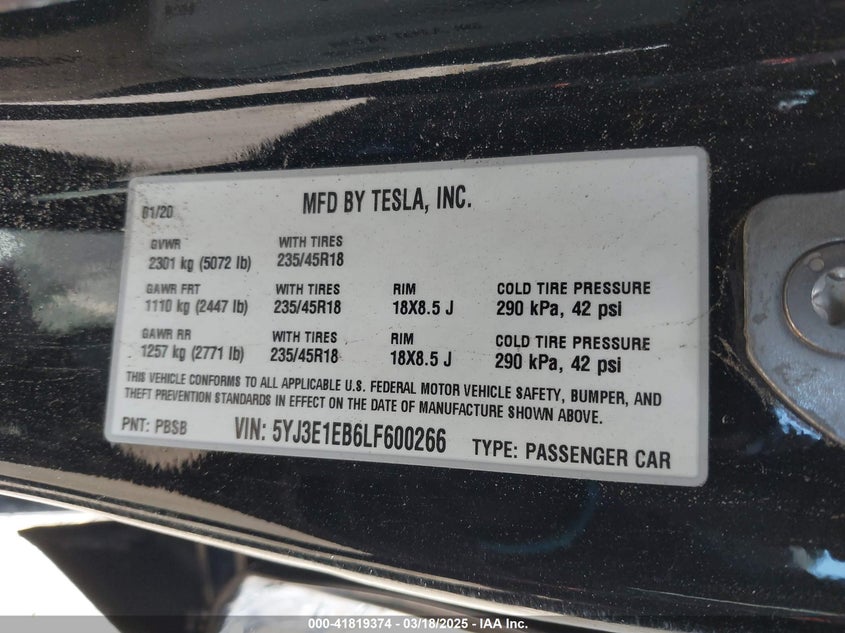 MFD BY TESLA, INC.
01/20
GVWR WITH TIRES
2301 kg (5072 lb) 235/45R18
GAWR FRT WITH TIRES RIM COLD TIRE PRESSURE
1110 kg (2447 lb) 235/45R18 18X8.5 J 290 kPa, 42 psi
GAWR RR WITH TIRES RIM COLD TIRE PRESSURE
1257 kg (2771 lb) 235/45R18 18X8.5 J 290 kPa, 42 psi
THIS VEHICLE CONFORMS TO ALL APPLICABLE U.S. FEDERAL MOTOR VEHICLE SAFETY, BUMPER, AND
THEFT PREVENTION STANDARDS IN EFFECT ON THE DATE OF MANUFACTURE SHOWN ABOVE.
PNT: PBSB VIN: 5YJ3E1EB6LF600266 TYPE: PASSENGER CAR
000-41819374 - 03/18/2025 - IAAI.COM